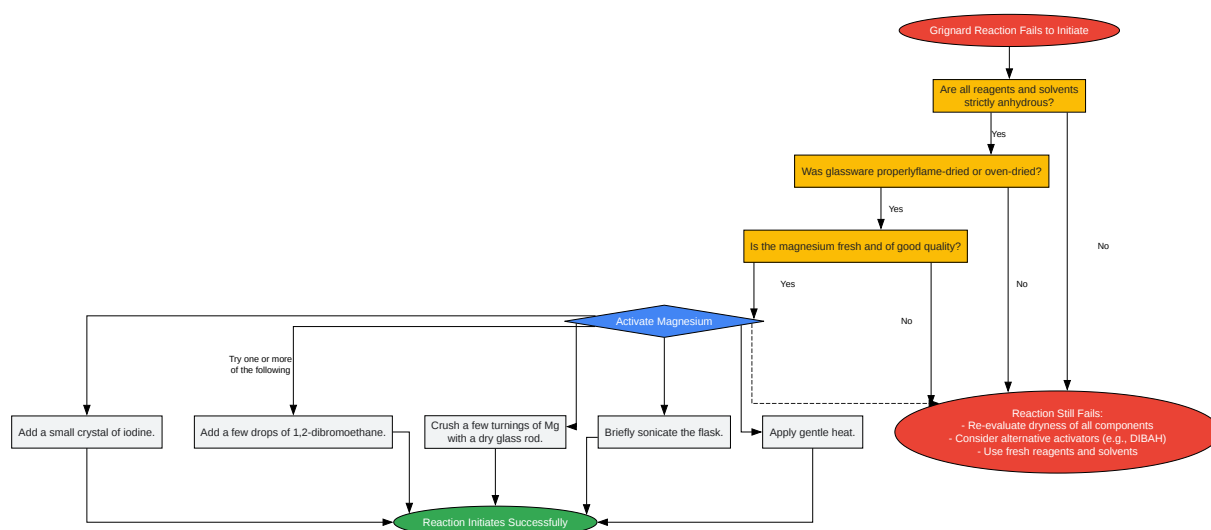 Grignard Reaction Fails to Initiate
Are all reagents and solvents
strictly anhydrous?
Yes
Was glassware properlyflame-dried or oven-dried?
Yes
No
Is the magnesium fresh and of good quality?
Yes
No
No
Activate Magnesium
Try one or more
of the following
Add a small crystal of iodine.
Add a few drops of 1,2-dibromoethane.
Crush a few turnings of Mg
with a dry glass rod.
Briefly sonicate the flask.
Apply gentle heat.
Reaction Still Fails:
- Re-evaluate dryness of all components
- Consider alternative activators (e.g., DIBAH)
- Use fresh reagents and solvents
Reaction Initiates Successfully